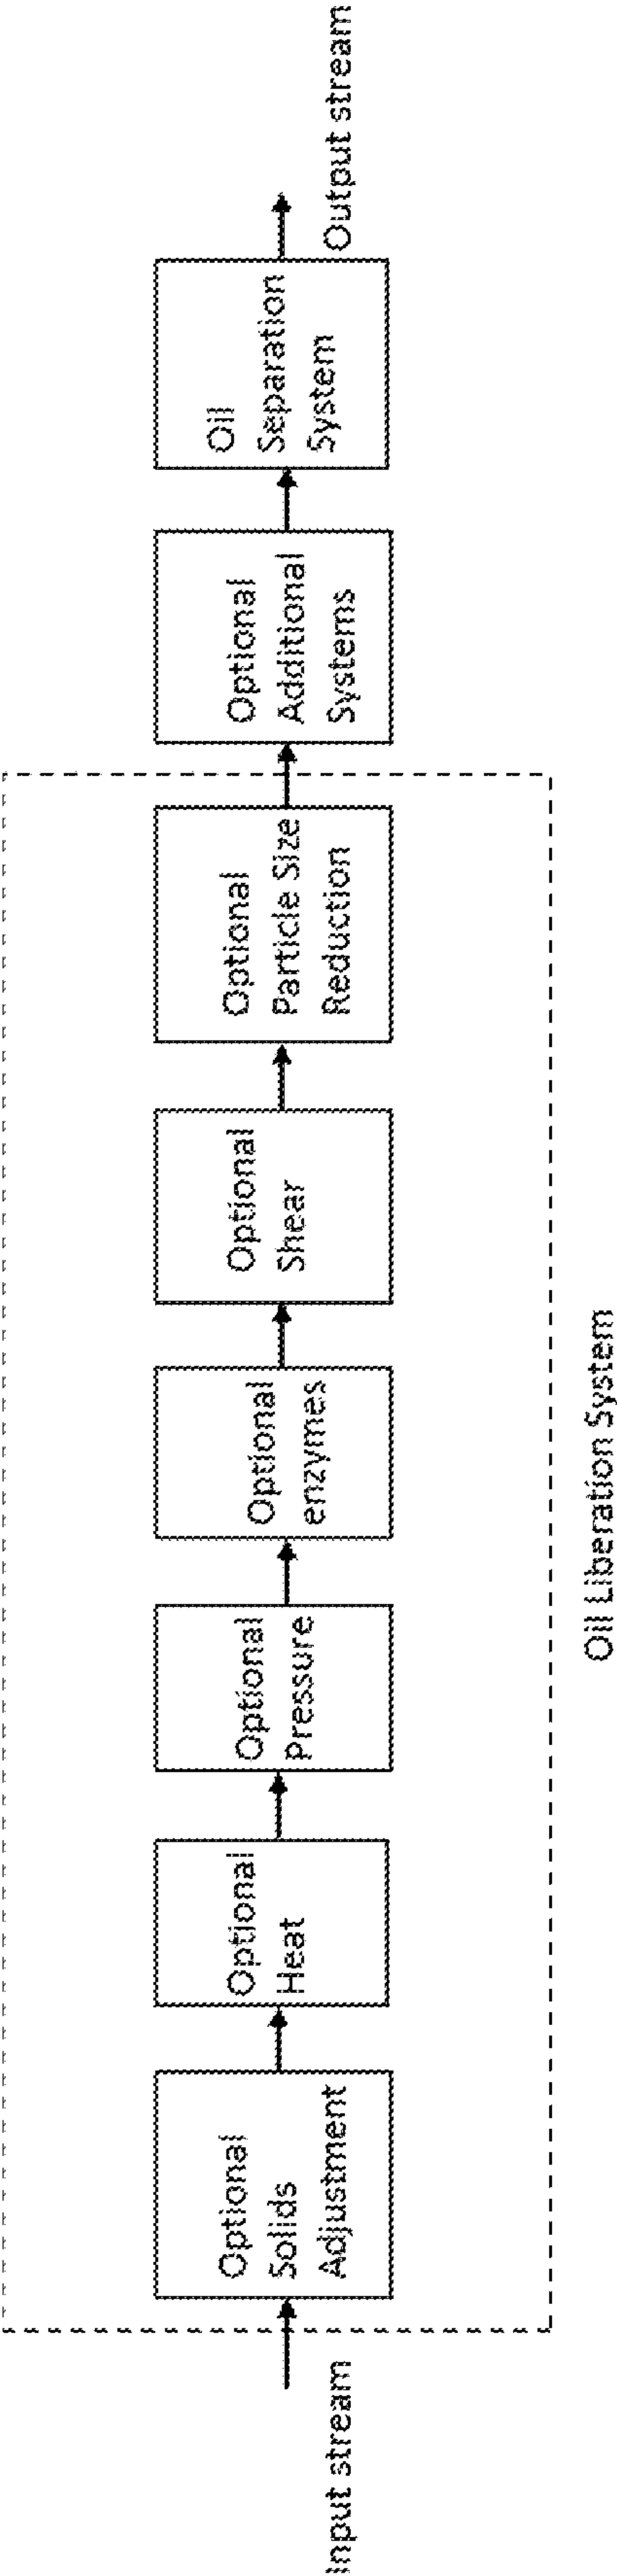 Input stream
Optional
Solids
Adjustment
Optional
Heat
Optional
Pressure
Optional
enzymes
Optional
Shear
Optional
Particle Size
Reduction
Optional
Additional
Systems
Oil
Separation
System
Output stream
Oil Liberation System